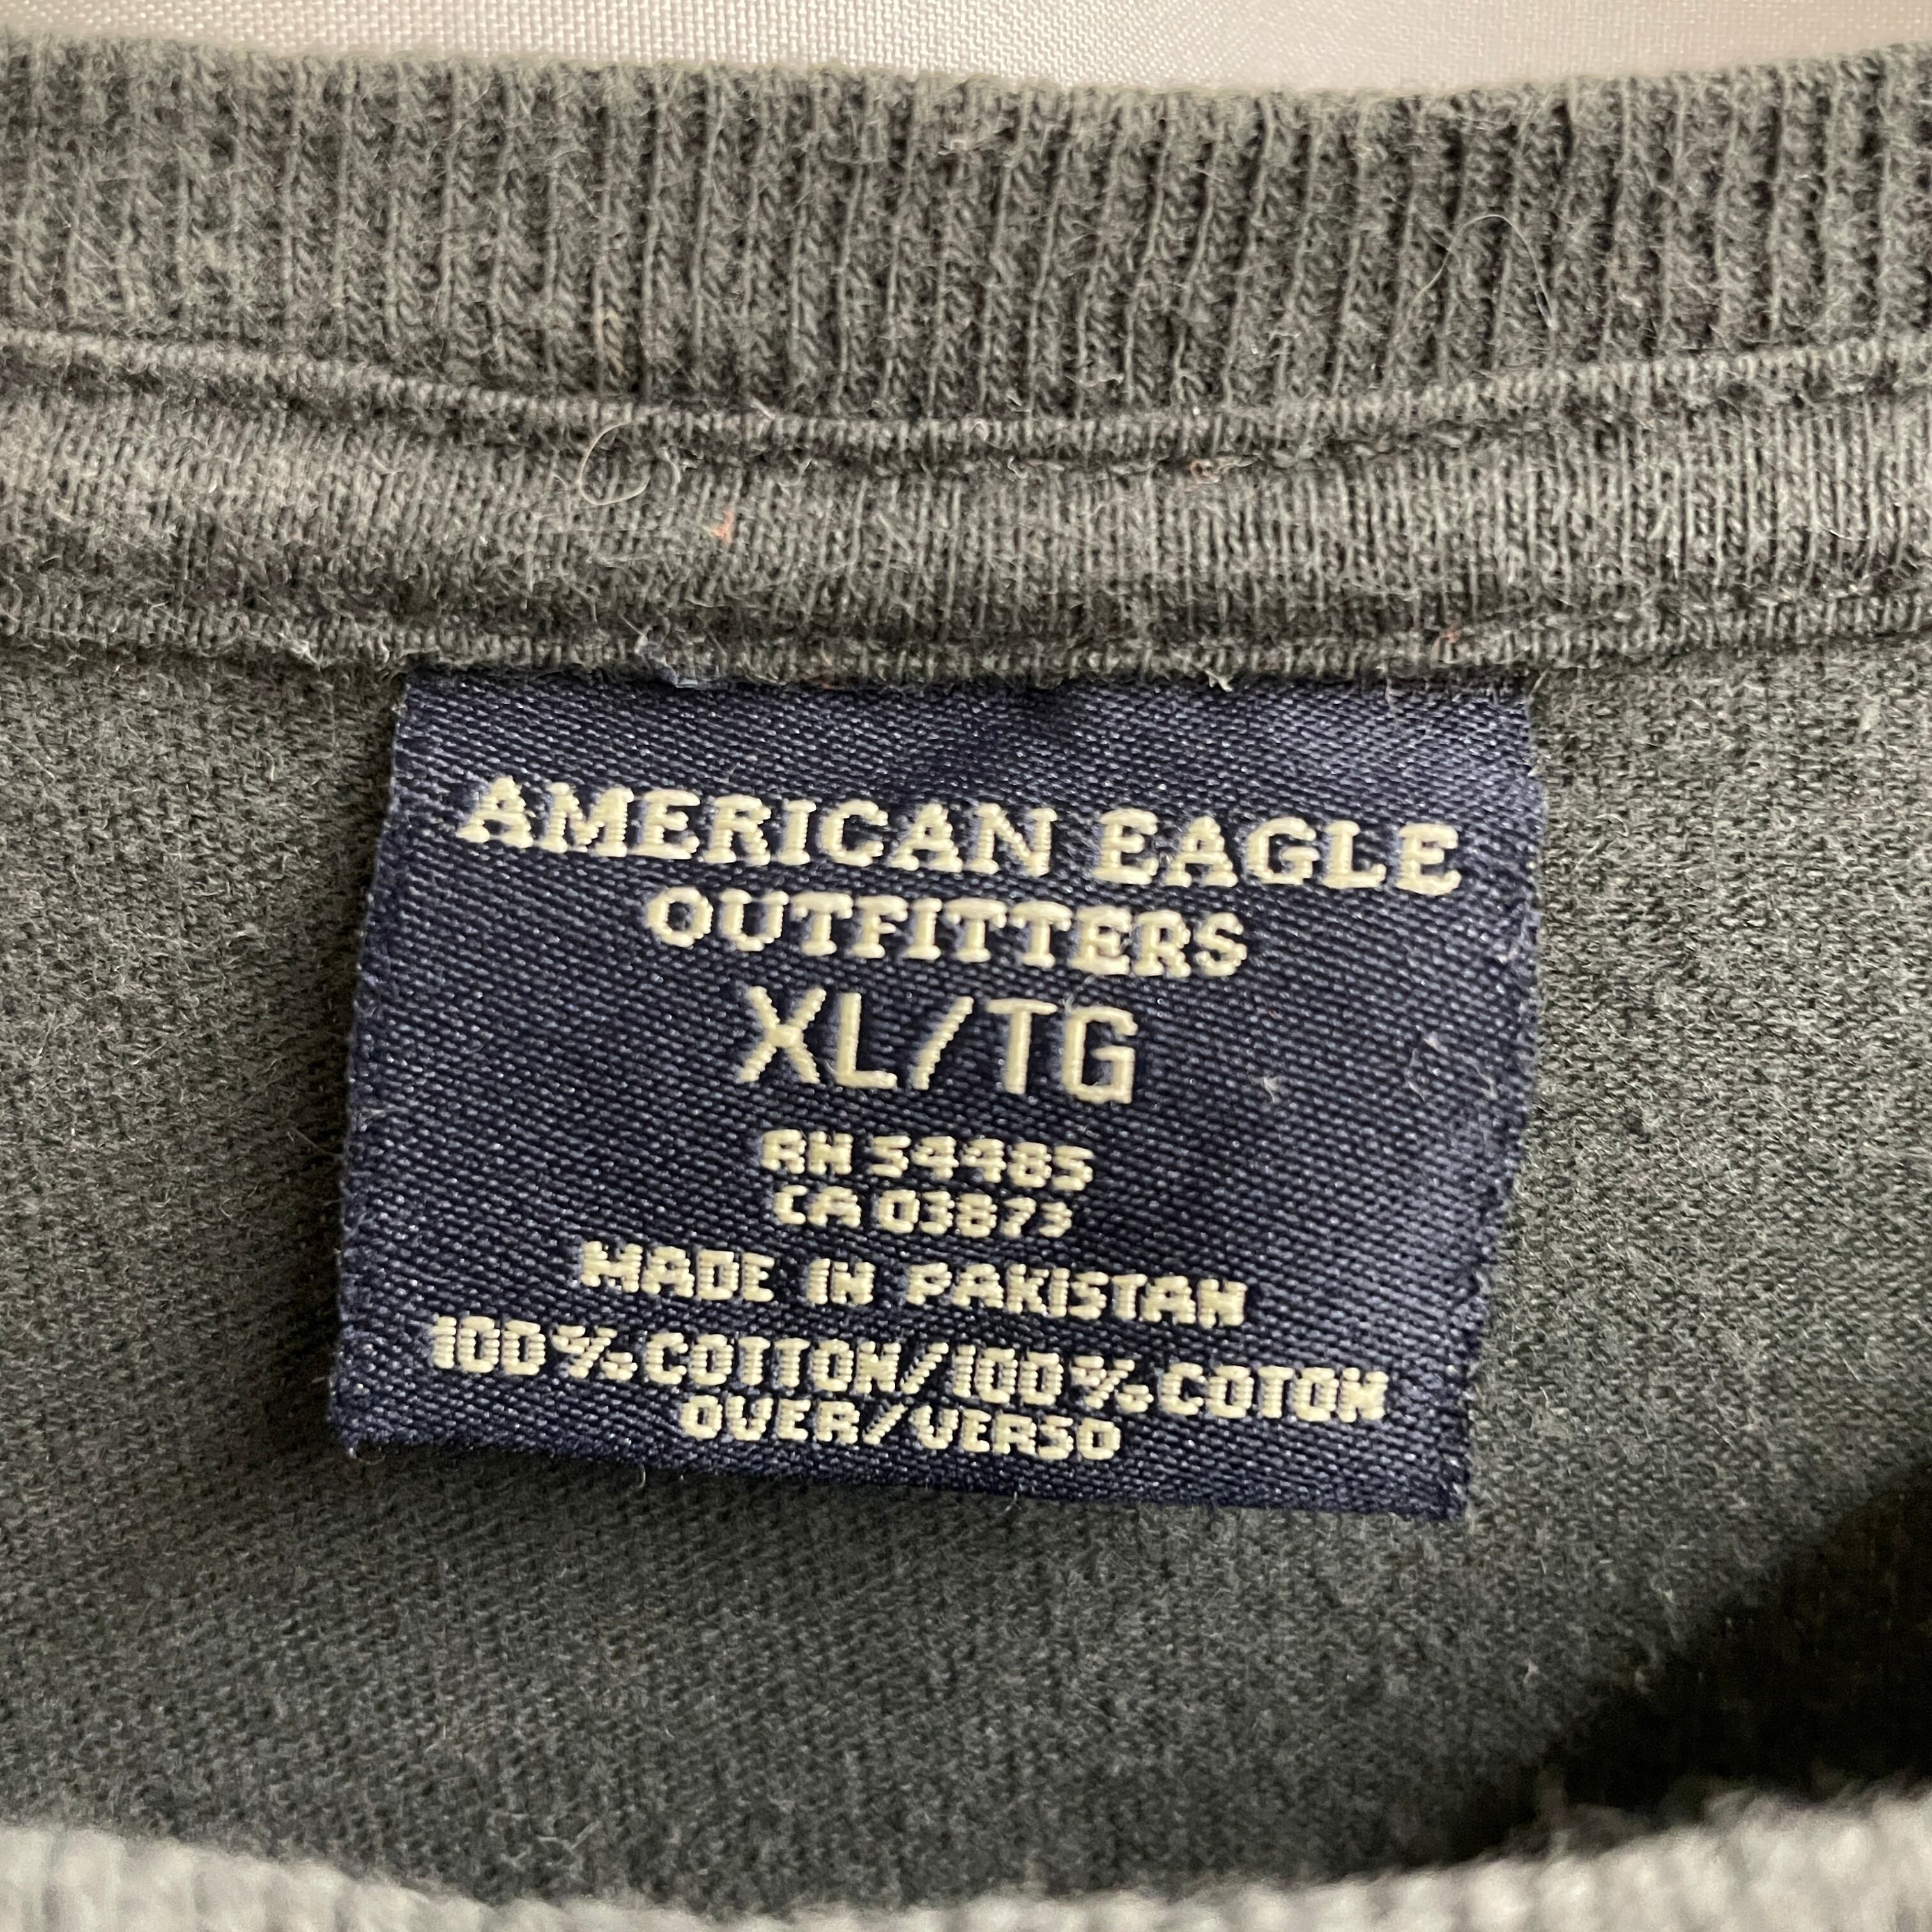 AMERICAN EAGLE
OUTFITTERS
XL/TG
RN 54485
CA 03873
MADE IN PAKISTAN
100% COTTON/100% COTON
OVER/VERSO